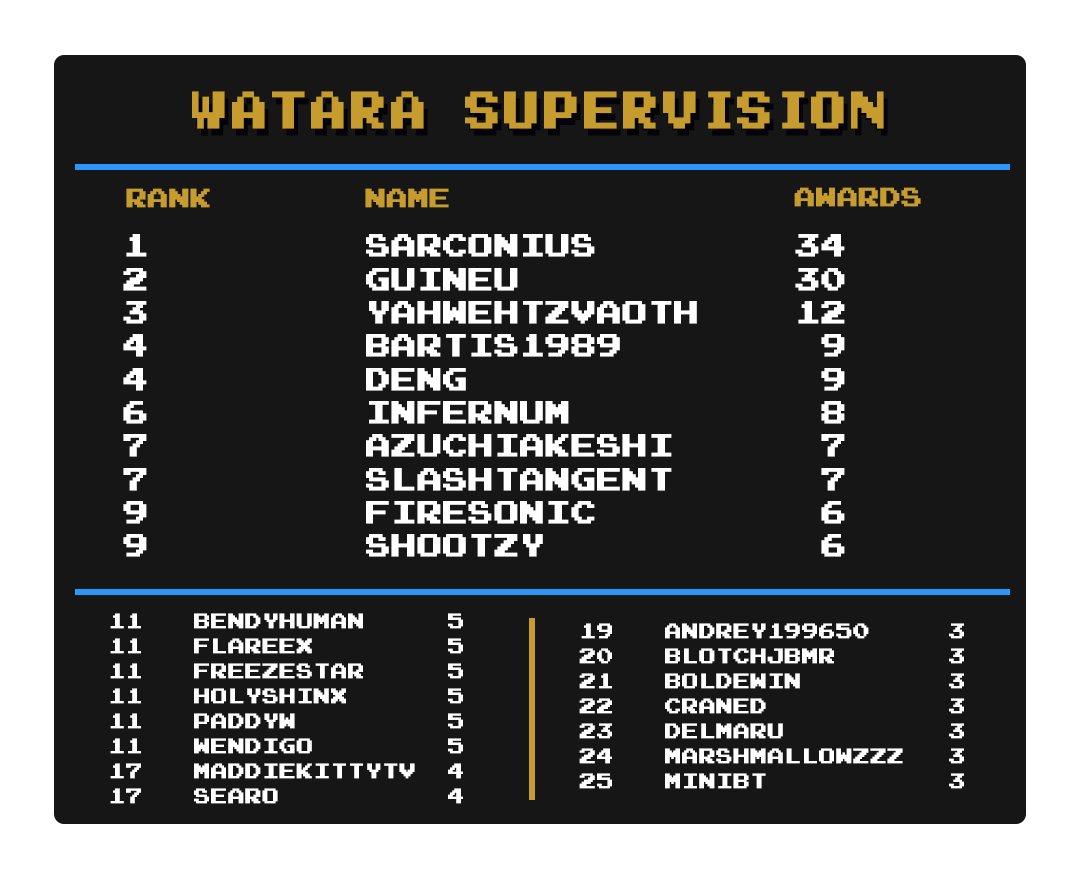 WATARA SUPERVISION
RANK NAME AWARDS
1 SARCONIUS 34
2 GUINEU 30
3 YAHWEHTZVAOTH 12
4 BARTIS1989 9
4 DENG 9
6 INFERNUM 8
7 AZUCHIAKESHI 7
7 SLASHTANGENT 7
9 FIRESONIC 6
9 SHOOTZY 6
11 BENDYHUMAN 5
11 FLAREEX 5
11 FREEZESTAR 5
11 HOLYSHINX 5
11 PADDYW 5
11 WENDIGO 5
17 MADDIEKITTYTV 4
17 SEARO 4
19 ANDREY199650 3
20 BLOTCHJBMR 3
21 BOLDEWIN 3
22 CRANED 3
23 DELMARU 3
24 MARSHMALLOWZZZ 3
25 MINIBT 3